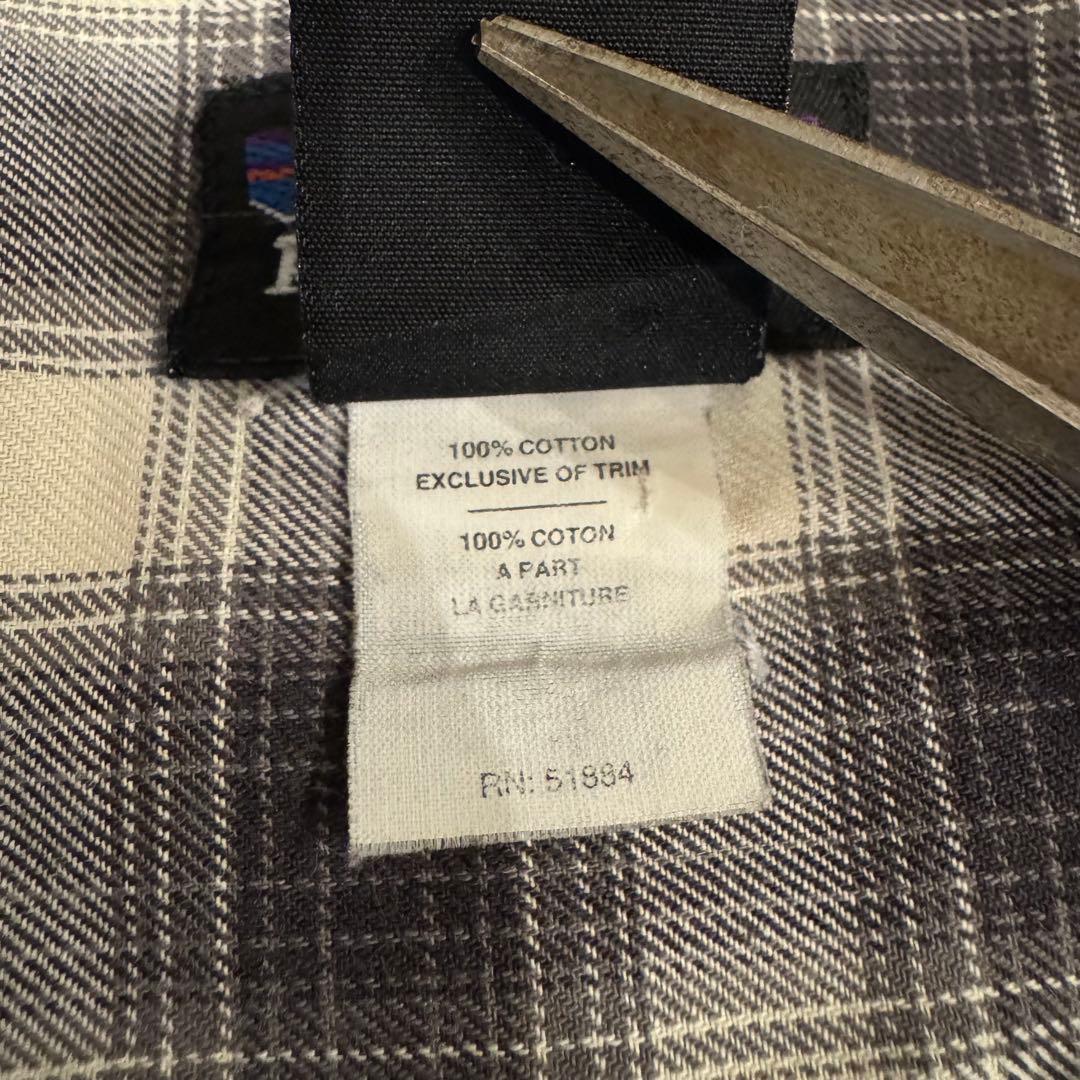 100% COTTON
EXCLUSIVE OF TRIM
100% COTON
A PART
LA GARNITURE
RN: 51884